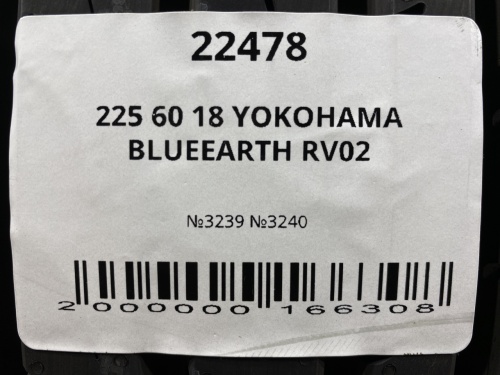 22478
225 60 18 YOKOHAMA
BLUEEARTH RV02
№3239 №3240
2 000000 166308